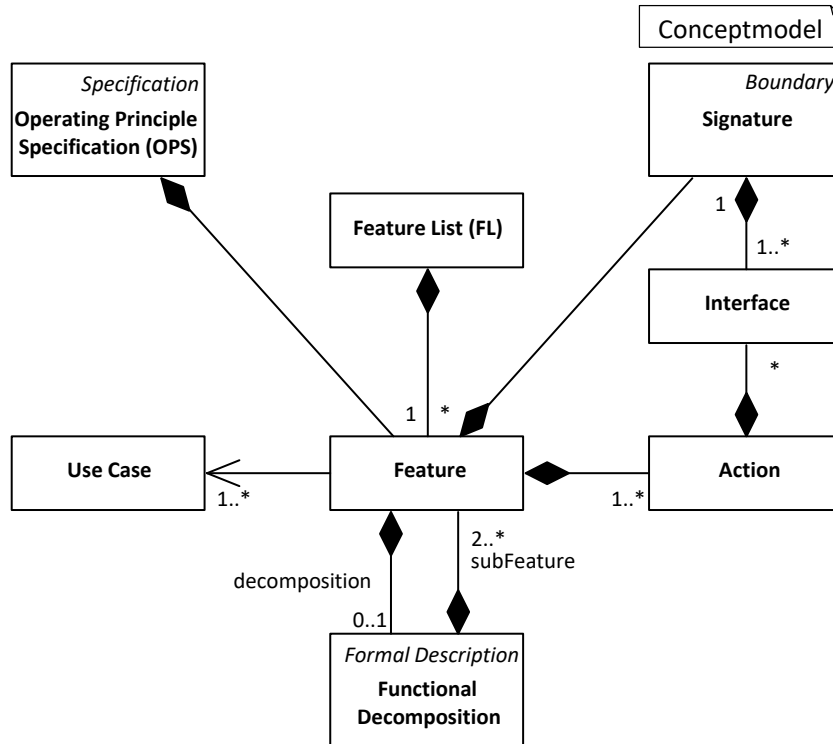 Conceptmodel
Specification
Operating Principle
Specification (OPS)
Boundary
Signature
1
1..*
Feature List (FL)
Interface
*
1
*
Use Case
1..*
Feature
1..*
Action
decomposition
0..1
2..*
subFeature
Formal Description
Functional
Decomposition